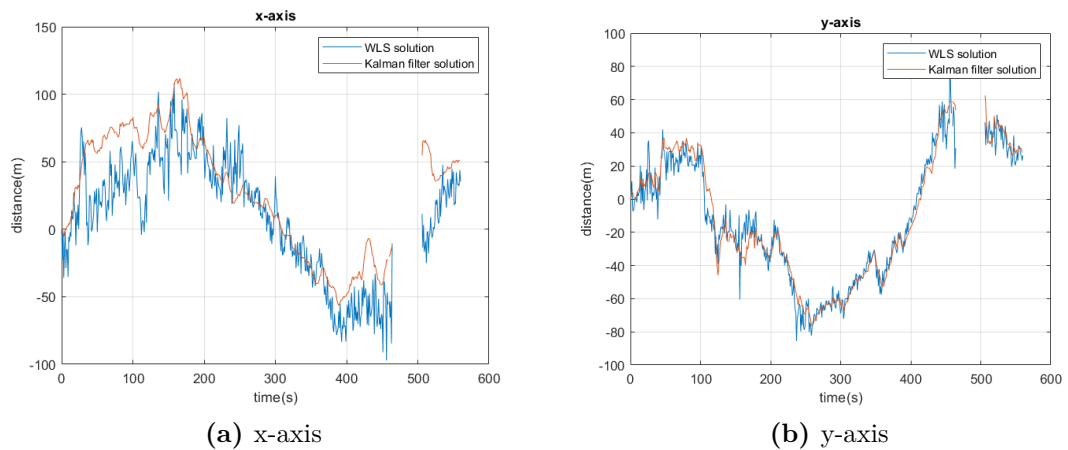 x-axis
150
100
50
0
-50
-100
distance(m)
0 100 200 300 400 500 600
time(s)
WLS solution
Kalman filter solution
(a) x-axis
y-axis
100
80
60
40
20
0
-20
-40
-60
-80
-100
distance(m)
0 100 200 300 400 500 600
time(s)
WLS solution
Kalman filter solution
(b) y-axis